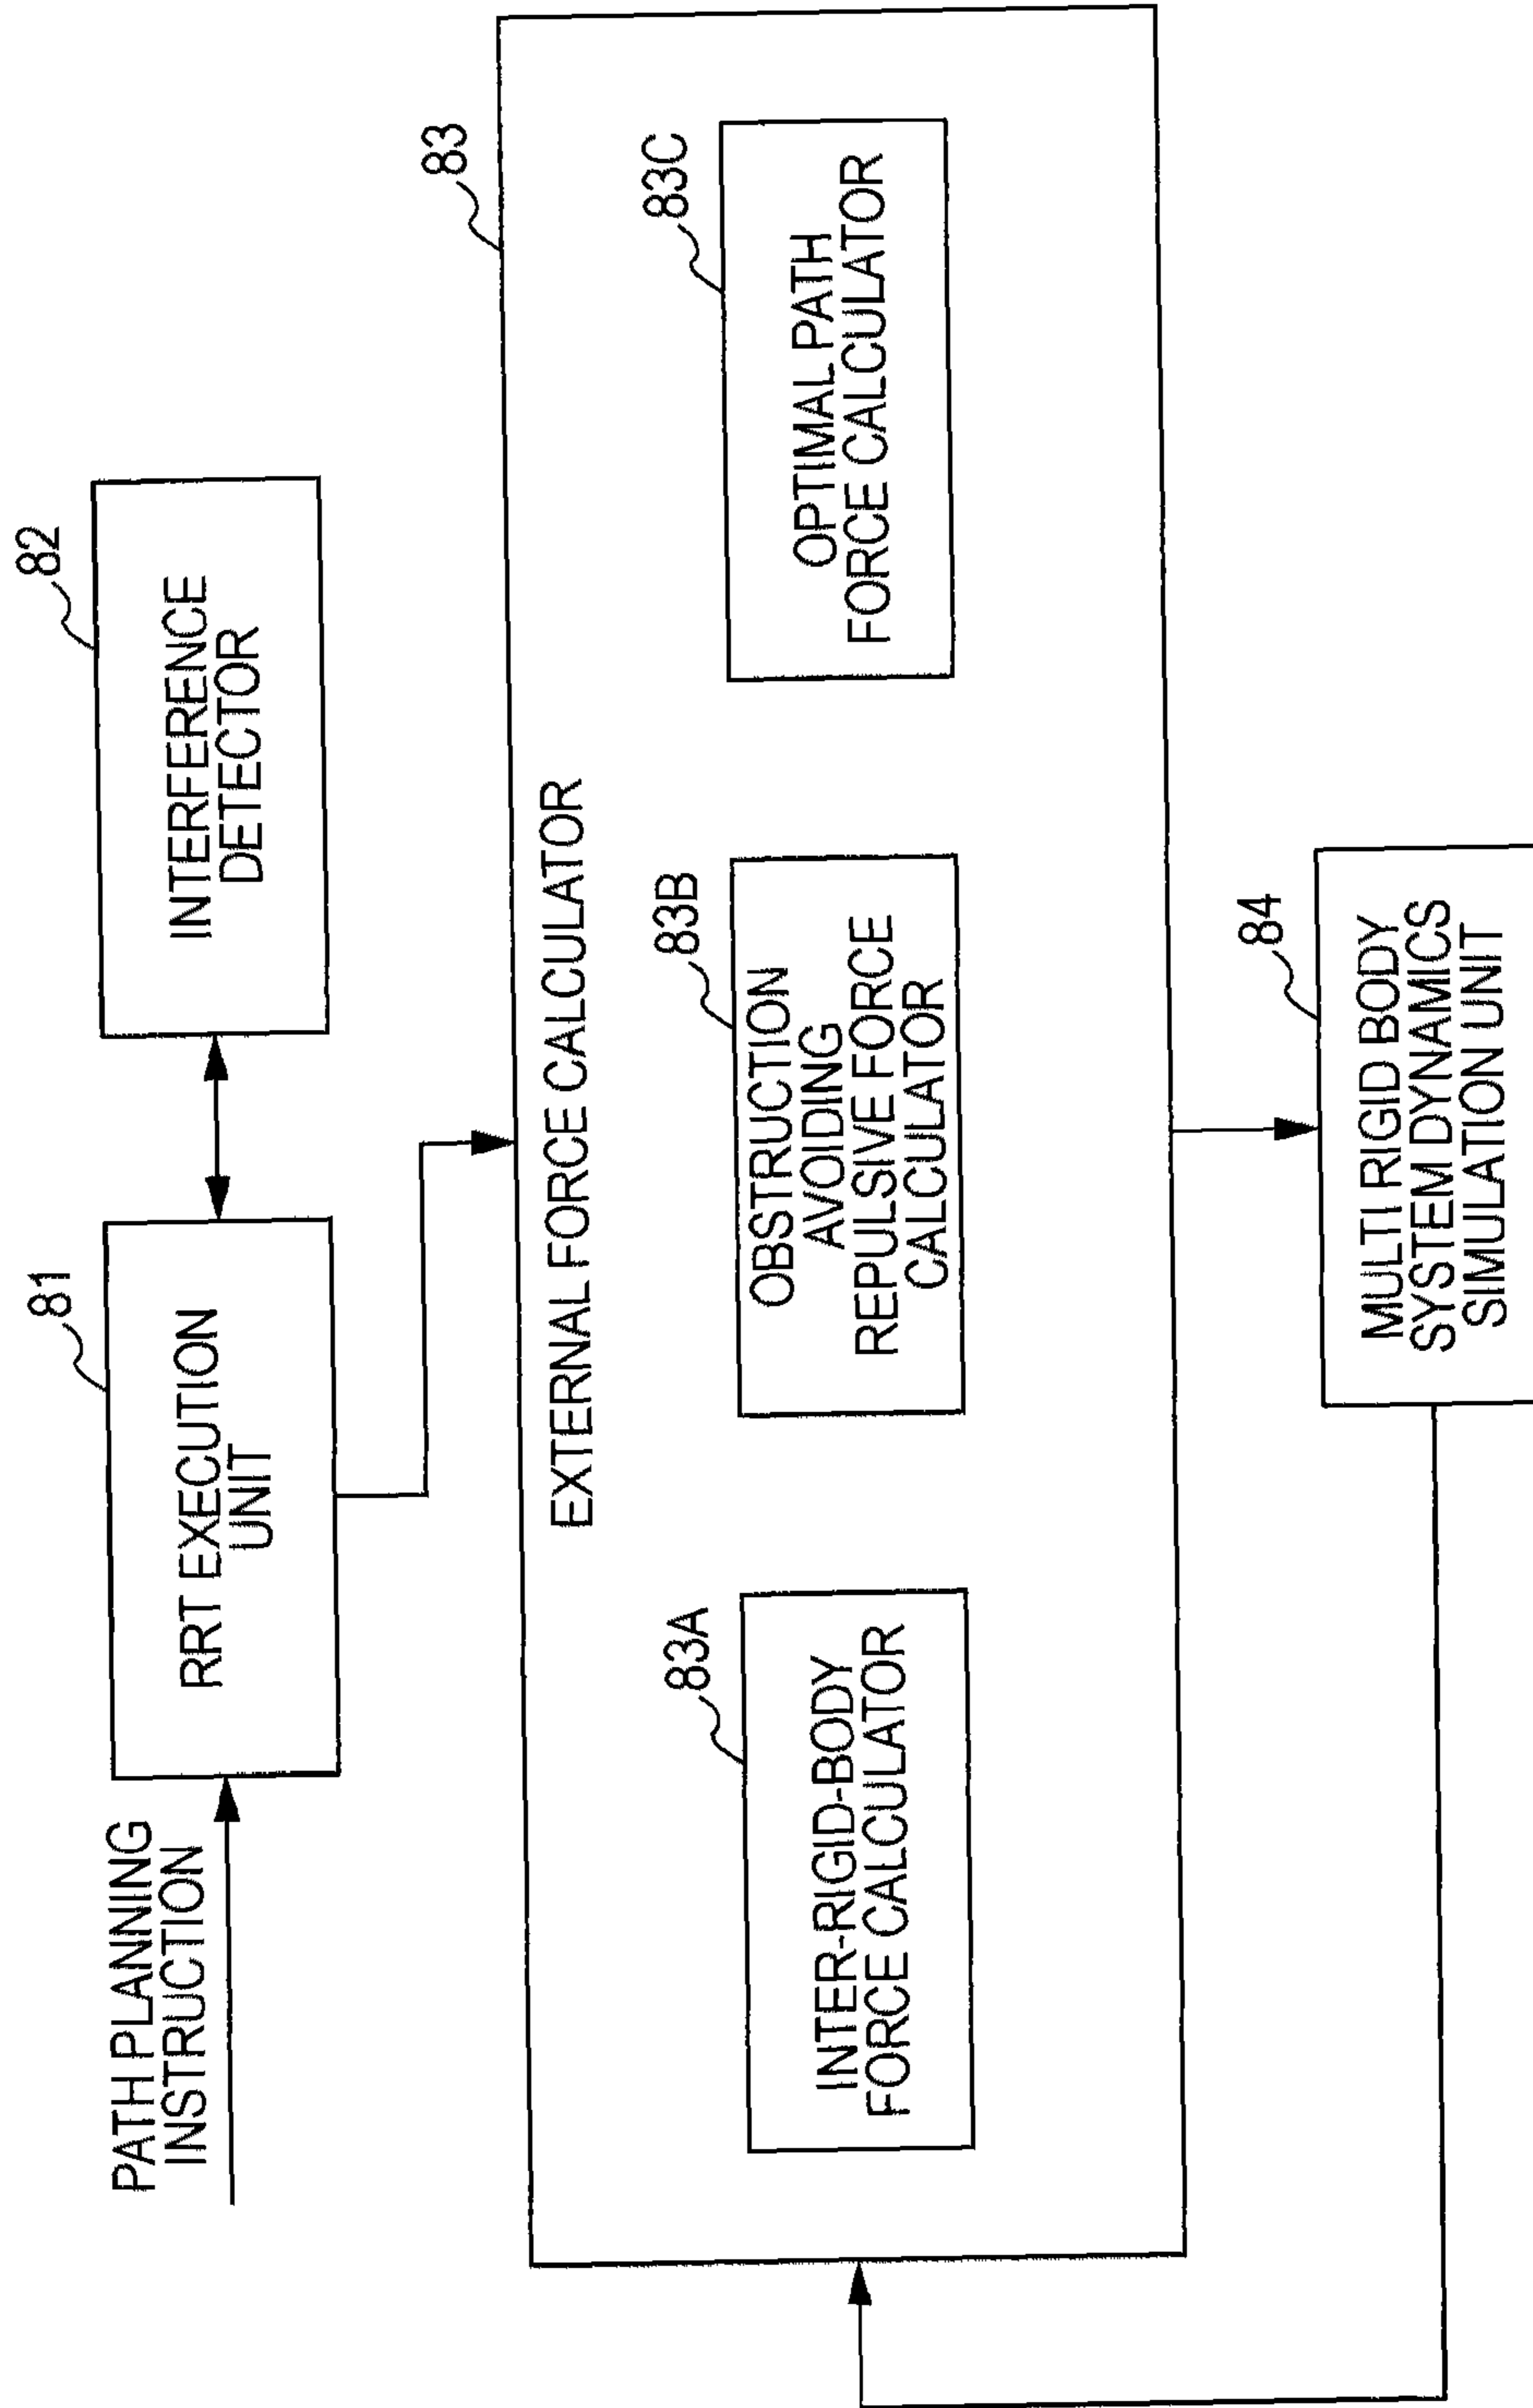 PATH PLANNING
INSTRUCTION
81
RRT EXECUTION
UNIT
82
INTERFERENCE
DETECTOR
83
EXTERNAL FORCE CALCULATOR
83A
INTER-RIGID-BODY
FORCE CALCULATOR
83B
OBSTRUCTION
AVOIDING
REPULSIVE FORCE
CALCULATOR
83C
OPTIMAL PATH
FORCE CALCULATOR
84
MULTI RIGID BODY
SYSTEM DYNAMICS
SIMULATION UNIT